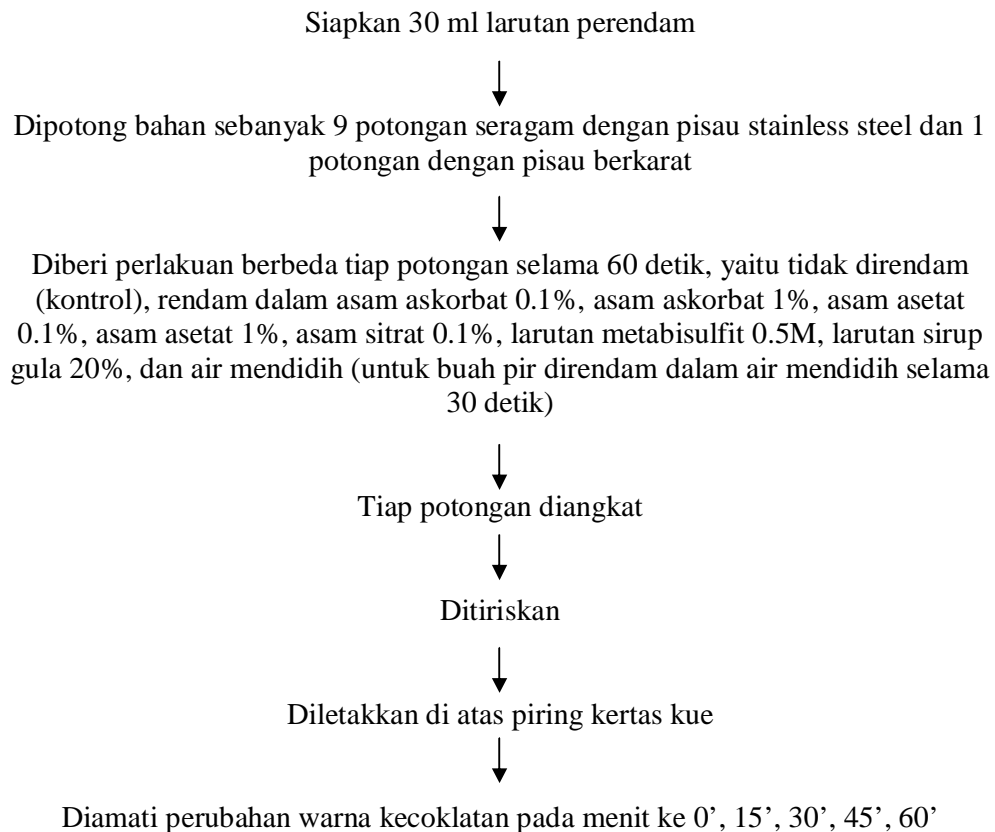 Siapkan 30 ml larutan perendam
Dipotong bahan sebanyak 9 potongan seragam dengan pisau stainless steel dan 1
potongan dengan pisau berkarat
Diberi perlakuan berbeda tiap potongan selama 60 detik, yaitu tidak direndam
(kontrol), rendam dalam asam askorbat 0.1%, asam askorbat 1%, asam asetat
0.1%, asam asetat 1%, asam sitrat 0.1%, larutan metabisulfit 0.5M, larutan sirup
gula 20%, dan air mendidih (untuk buah pir direndam dalam air mendidih selama
30 detik)
Tiap potongan diangkat
Ditiriskan
Diletakkan di atas piring kertas kue
Diamati perubahan warna kecoklatan pada menit ke 0’, 15’, 30’, 45’, 60’